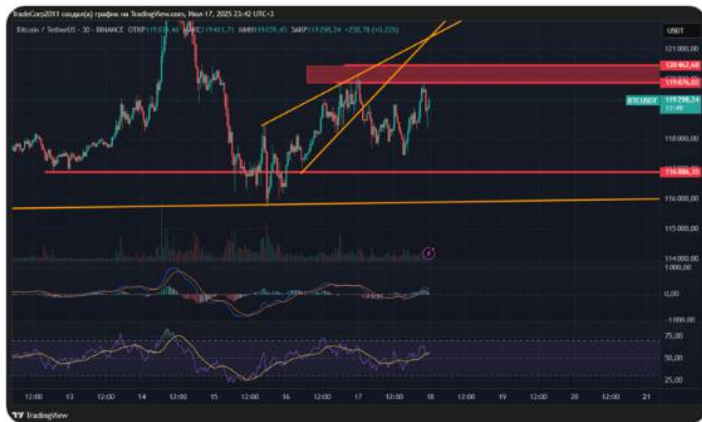 TradeCorp2011 создал(а) график на TradingView.com, Июл 17, 2025 23:42 UTC+3
Bitcoin / TetherUS · 30 · BINANCE
USDT
121 000,00
120 462,68
119 876,02
BTCUSDT 119 298,24
118 000,00
116 886,35
116 000,00
115 000,00
114 000,00
1 000,00
0,00
-1 000,00
75,00
50,00
25,00
12:00 13 12:00 14 12:00 15 12:00 16 12:00 17 12:00 18 12:00 19 20 21
TradingView